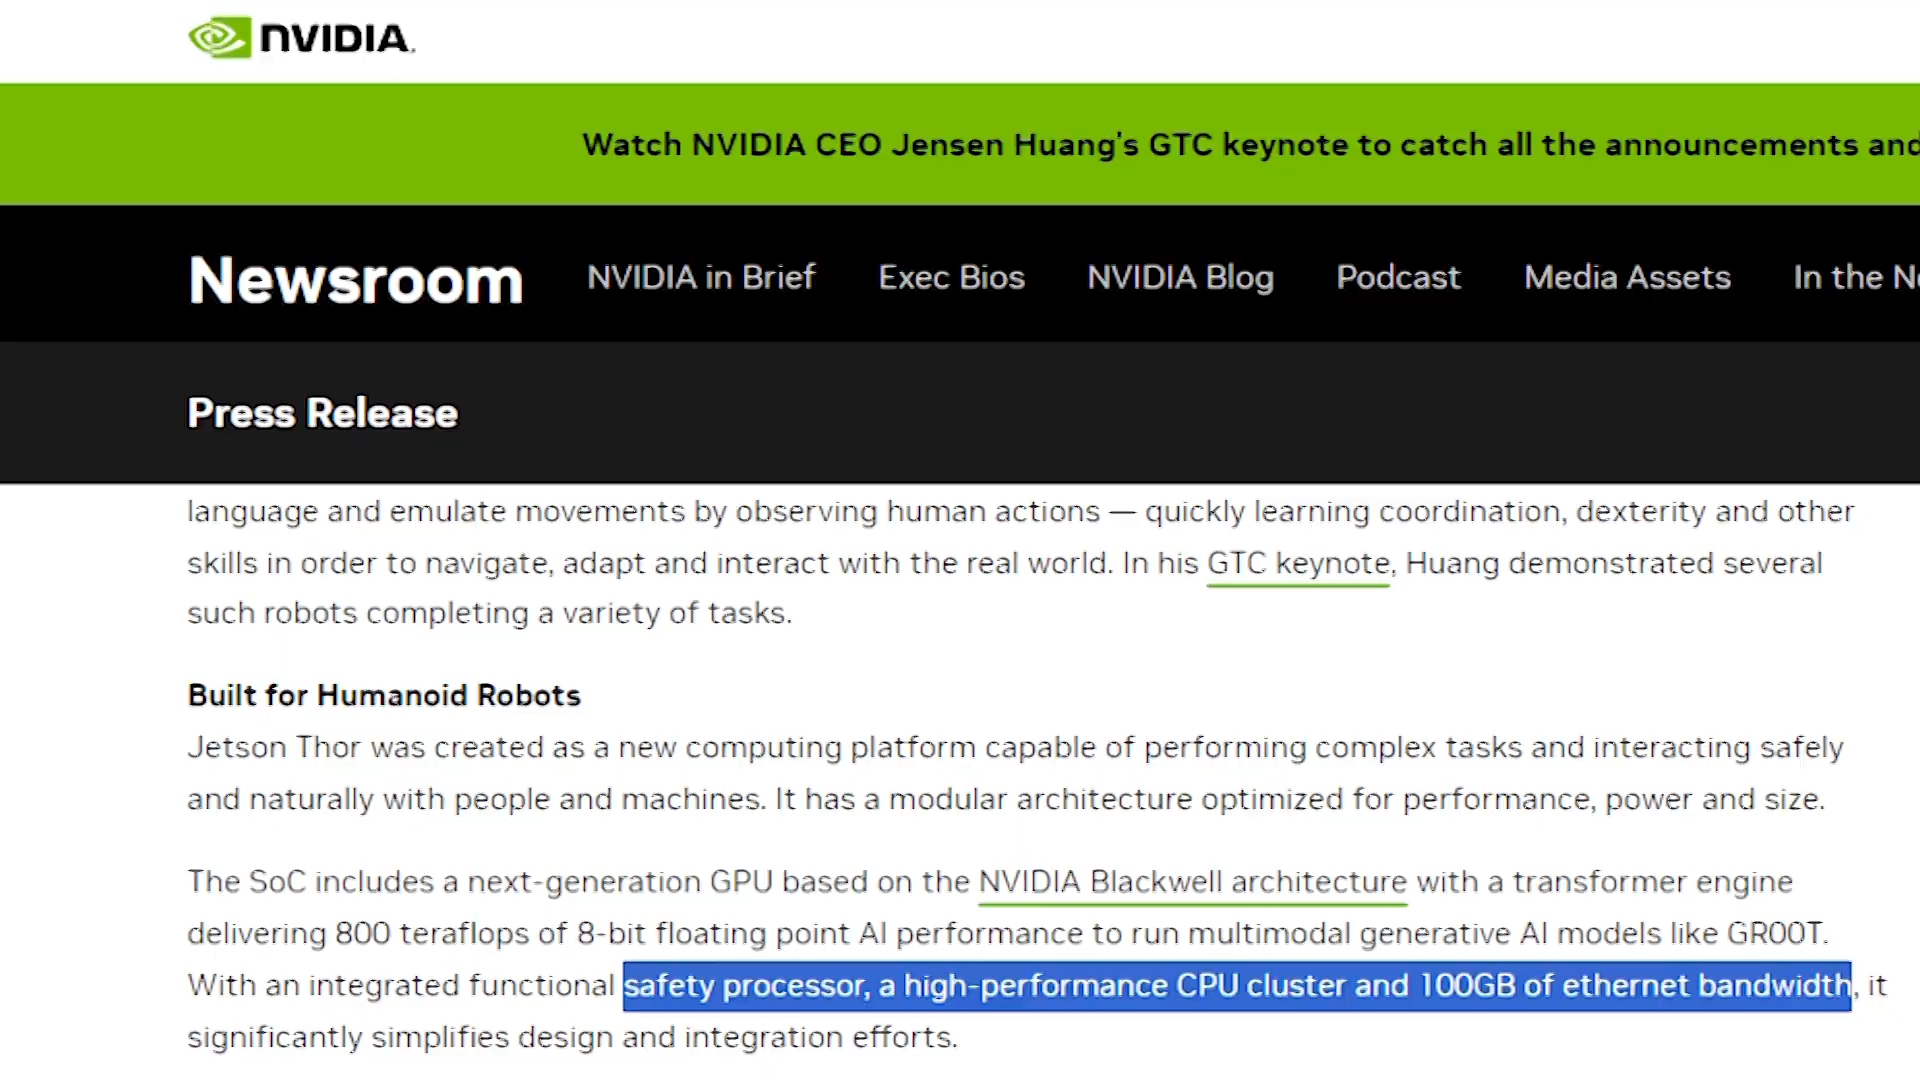 NVIDIA.
Watch NVIDIA CEO Jensen Huang's GTC keynote to catch all the announcements and
Newsroom NVIDIA in Brief Exec Bios NVIDIA Blog Podcast Media Assets In the
Press Release
language and emulate movements by observing human actions — quickly learning coordination, dexterity and other
skills in order to navigate, adapt and interact with the real world. In his GTC keynote, Huang demonstrated several
such robots completing a variety of tasks.
Built for Humanoid Robots
Jetson Thor was created as a new computing platform capable of performing complex tasks and interacting safely
and naturally with people and machines. It has a modular architecture optimized for performance, power and size.
The SoC includes a next-generation GPU based on the NVIDIA Blackwell architecture with a transformer engine
delivering 800 teraflops of 8-bit floating point AI performance to run multimodal generative AI models like GR00T.
With an integrated functional safety processor, a high-performance CPU cluster and 100GB of ethernet bandwidth, it
significantly simplifies design and integration efforts.